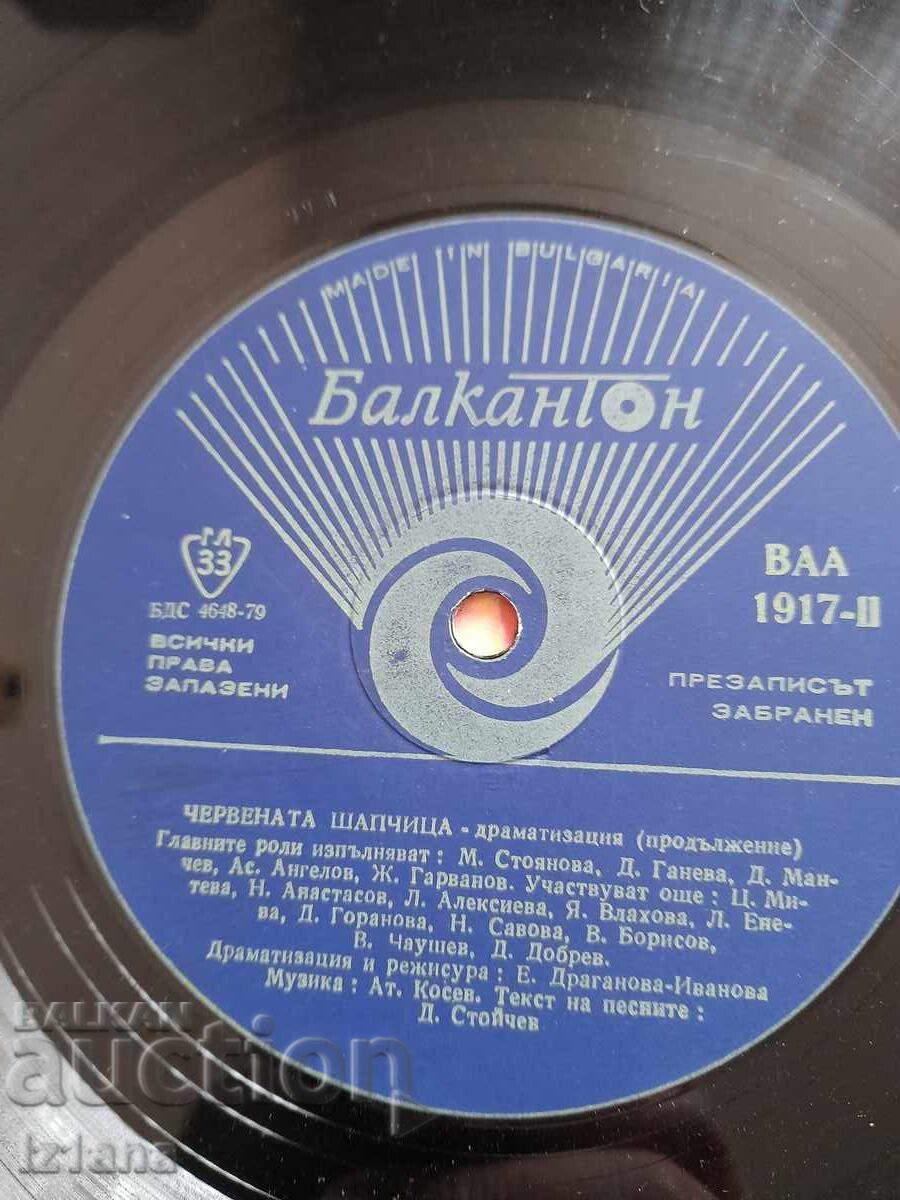 MADE IN BULGARIA
Балкантон
ГЛ
33
БДС 4648-79
ВСИЧКИ
ПРАВА
ЗАПАЗЕНИ
ВАА
1917-II
ПРЕЗАПИСЪТ
ЗАБРАНЕН
ЧЕРВЕНАТА ШАПЧИЦА - драматизация (продължение)
Главните роли изпълняват : М. Стоянова, Д. Ганева, Д. Ман-
чев, Ас. Ангелов, Ж. Гарванов. Участвуват още : Ц. Ми-
тева, Н. Анастасов, Л. Алексиева, Я. Влахова, Л. Ене-
ва, Д. Горанова, Н. Савова, В. Борисов,
В. Чаушев, Д. Добрев.
Драматизация и режисура : Е. Драганова-Иванова
Музика : Ат. Косев. Текст на песните :
Д. Стойчев
BALKAN
auction
izlana